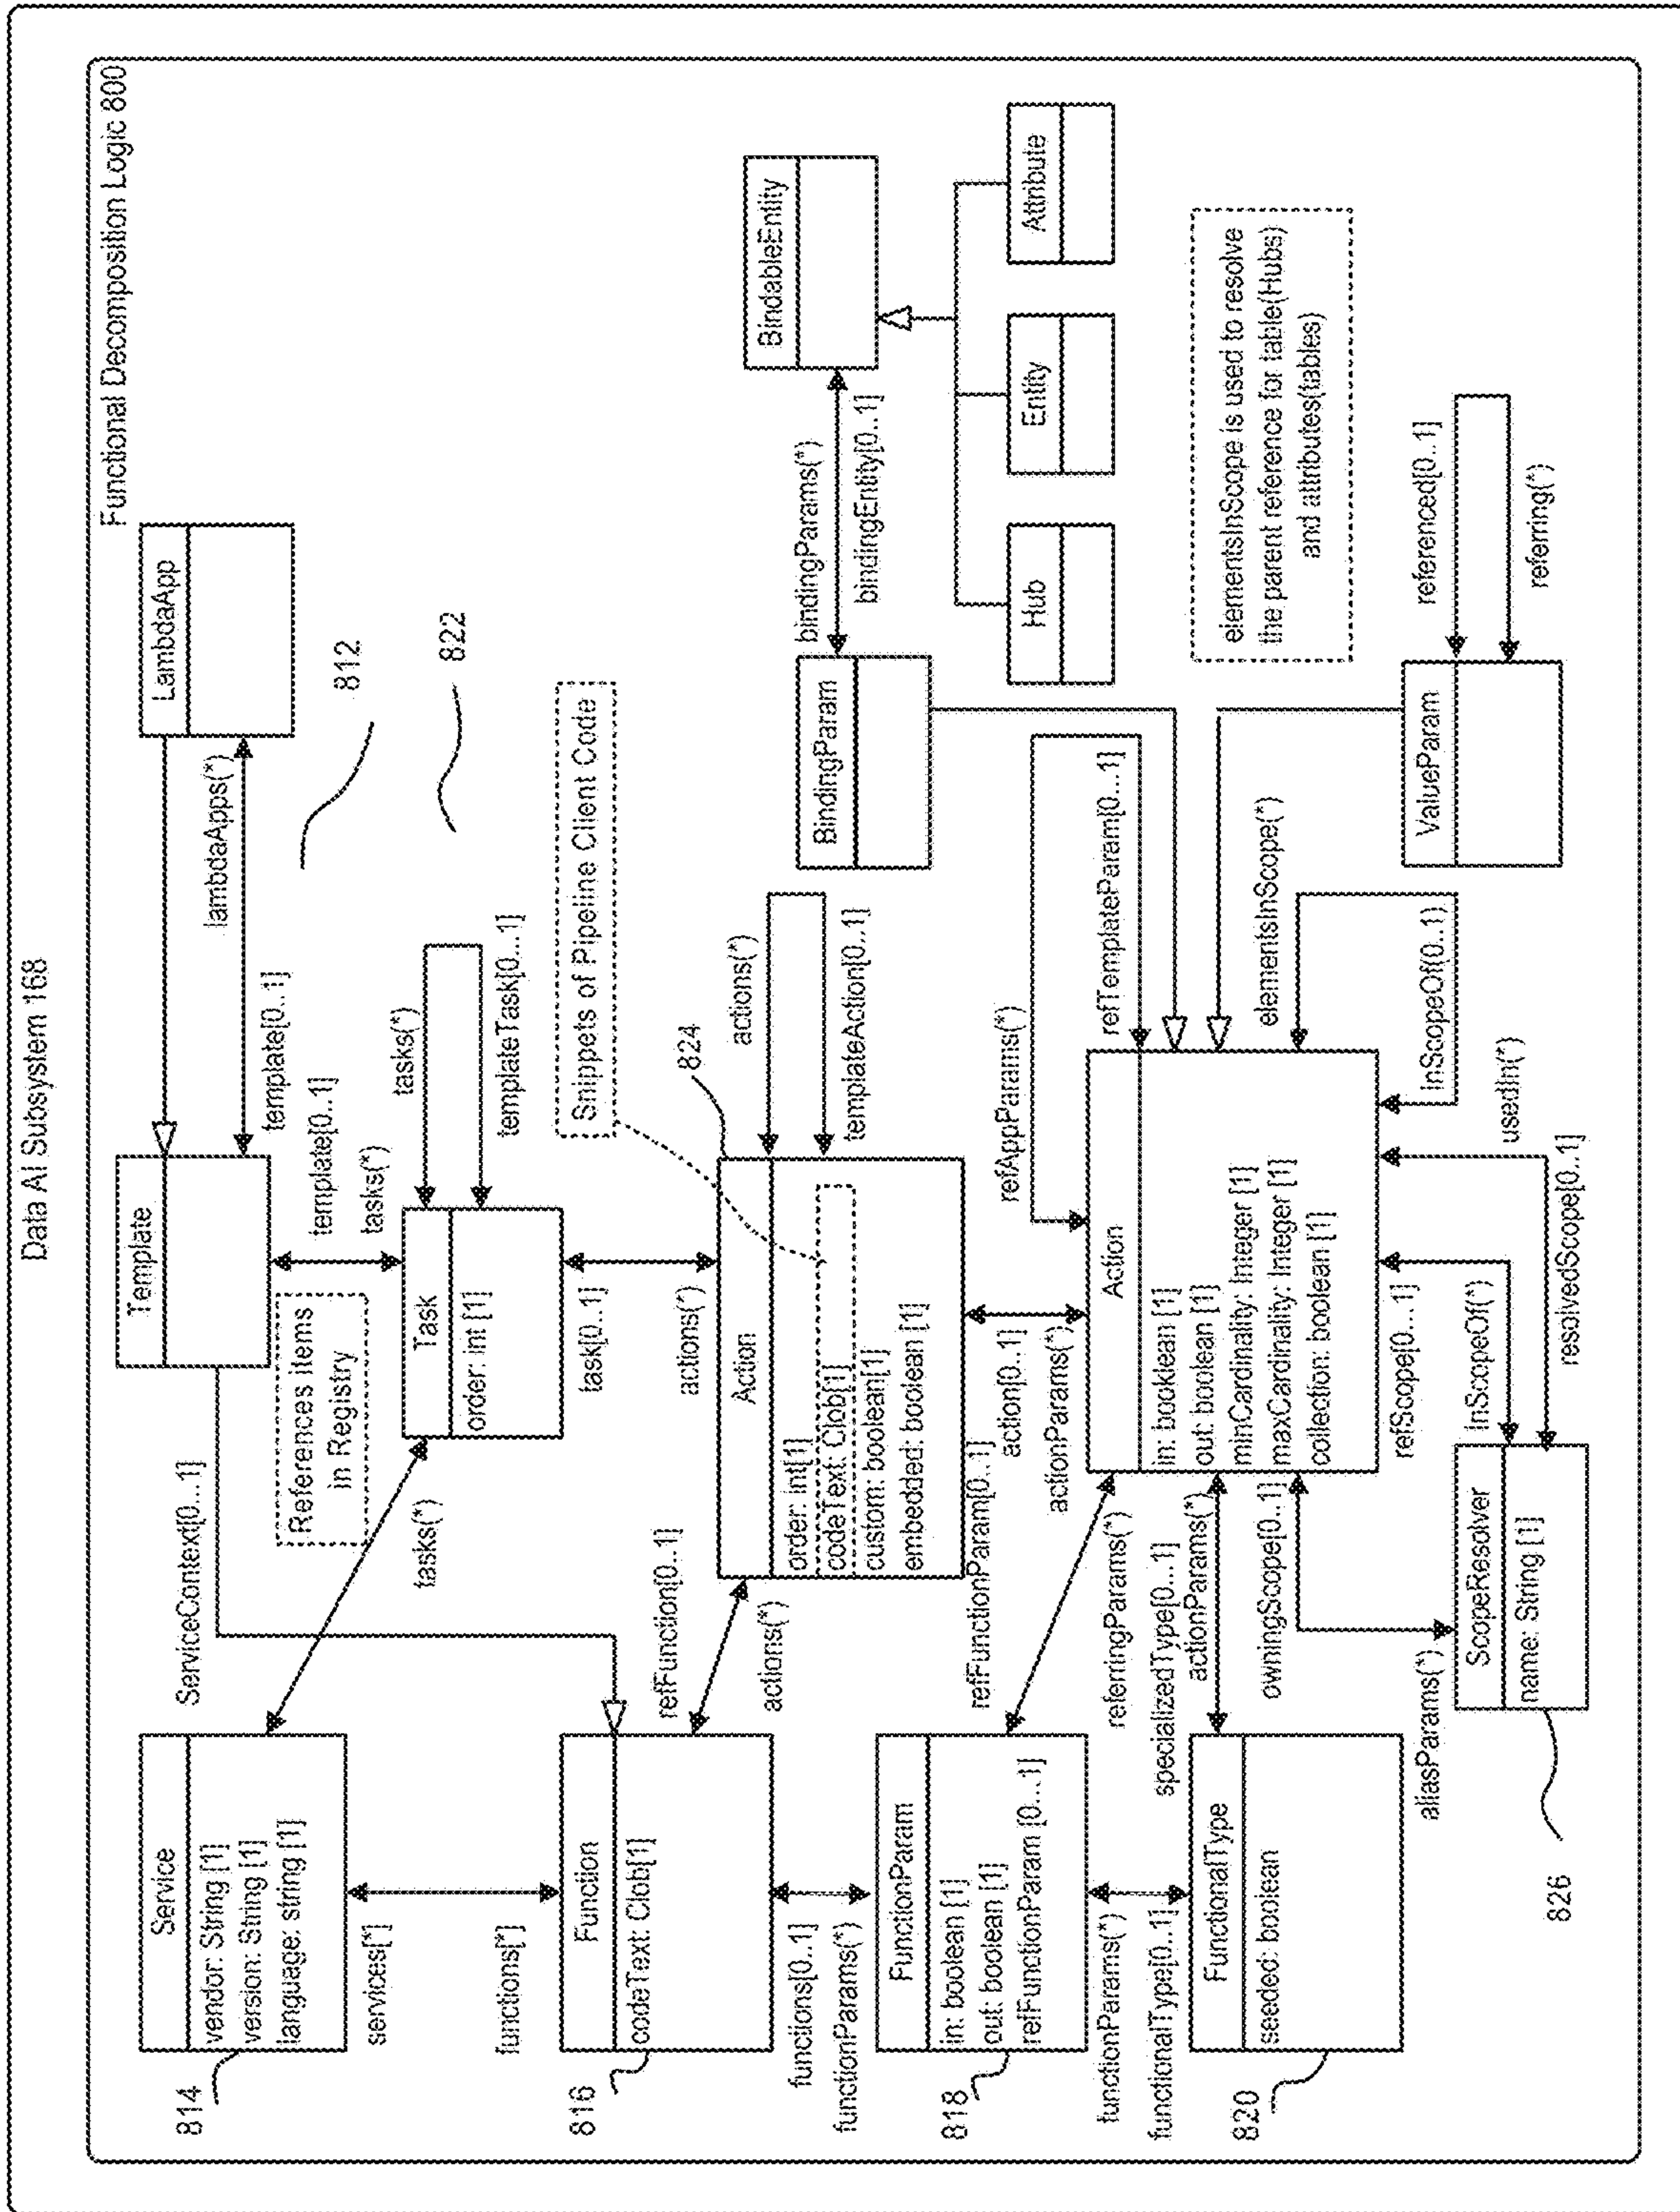 Data AI Subsystem 168
Functional Decomposition Logic 800
Service
vendor: String [1]
version: String [1]
language: string [1]
814
services[*]
functions[*]
ServiceContext[0...1]
Template
LambdaApp
lambdaApps(*)
template[0..1]
812
template[0..1]
tasks(*)
References items
in Registry
tasks(*)
Task
order: int [1]
tasks(*)
templateTask[0...1]
822
task[0..1]
actions(*)
Snippets of Pipeline Client Code
Function
codeText: Clob[1]
816
refFunction[0..1]
actions(*)
Action
order: int[1]
codeText: Clob[1]
custom: boolean[1]
embedded: boolean [1]
824
actions(*)
templateAction[0...1]
functions[0..1]
functionParams(*)
FunctionParam
in: boolean [1]
out: boolean [1]
refFunctionParam [0...1]
818
refFunctionParam[0..1]
referringParams(*)
action[0..1]
actionParams(*)
refAppParams(*)
refTemplateParam[0...1]
BindingParam
bindingParams(*)
bindingEntity[0..1]
BindableEntity
Hub
Entity
Attribute
functionParams(*)
functionalType[0..1]
FunctionalType
seeded: boolean
820
specializedType[0...1]
actionParams(*)
owningScope[0..1]
aliasParams(*)
Action
in: booklean [1]
out: boolean [1]
minCardinality: Integer [1]
maxCardinality: Integer [1]
collection: boolean [1]
elementsInScope(*)
InScopeOf(0..1)
usedIn(*)
resolvedScope[0..1]
refScope[0...1]
InScopeOf(*)
ScopeResolver
name: String [1]
826
ValueParam
referenced[0..1]
referring(*)
elementsInScope is used to resolve
the parent reference for table(Hubs)
and attributes(tables)